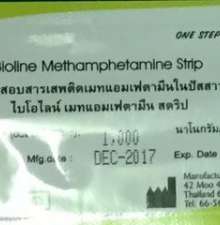 ONE STEP
Bioline Methamphetamine Strip
สอบสารเสพติดเมทแอมเฟตามีนในปัสสา
ไบโอไลน์ เมทแอมเฟตามีน สตริป
1,000 นาโนกรัม
Mfg.date : DEC-2017 Exp. Date
Manufactu
42 Moo 4
Thailand
Tel. 66-5